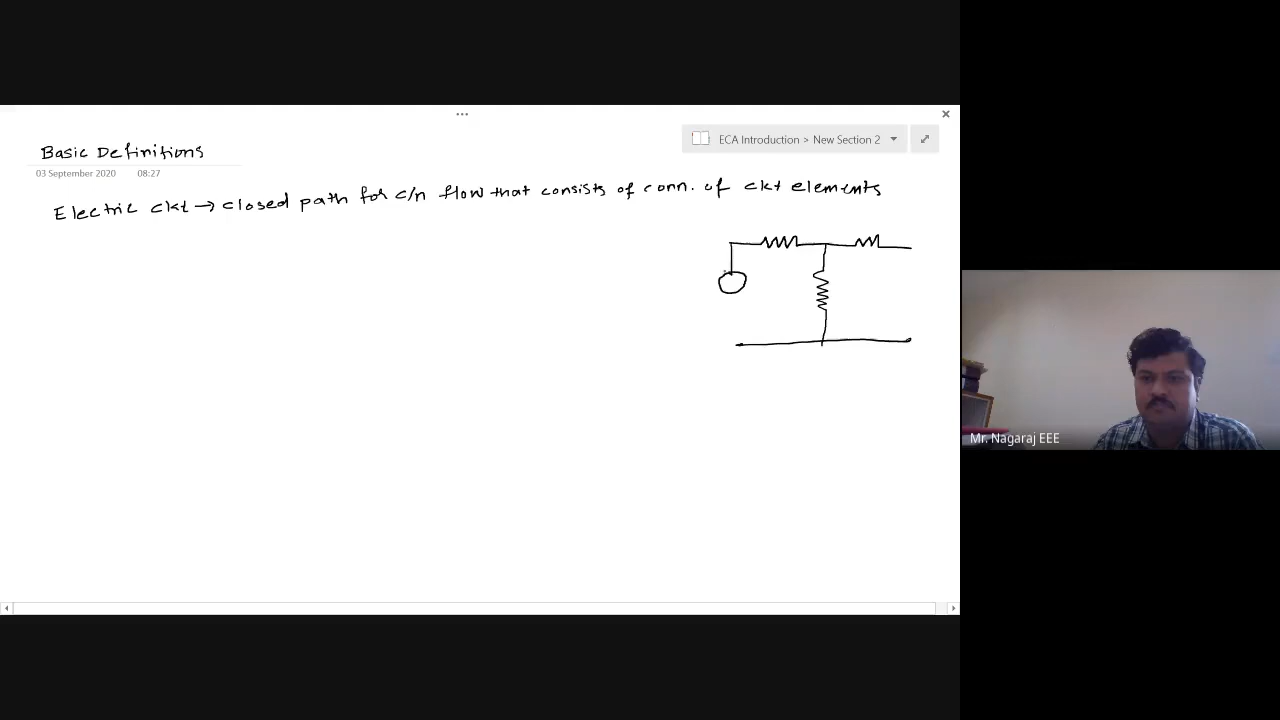 ECA Introduction > New Section 2
Basic Definitions
03 September 2020 08:27
Electric ckt → closed path for c/n flow that consists of conn. of ckt elements
Mr. Nagaraj EEE